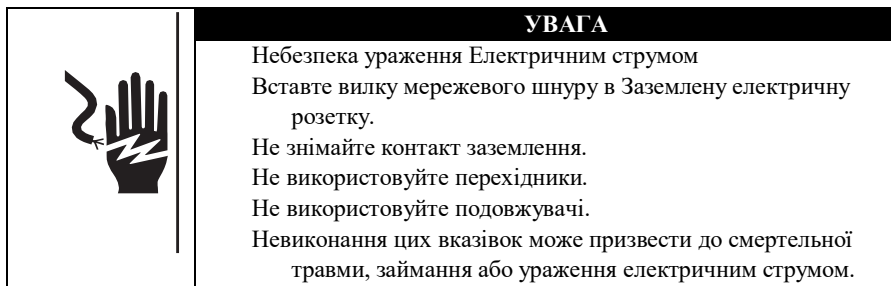 УВАГА
Небезпека ураження Електричним струмом
Вставте вилку мережевого шнуру в Заземлену електричну
розетку.
Не знімайте контакт заземлення.
Не використовуйте перехідники.
Не використовуйте подовжувачі.
Невиконання цих вказівок може призвести до смертельної
травми, займання або ураження електричним струмом.